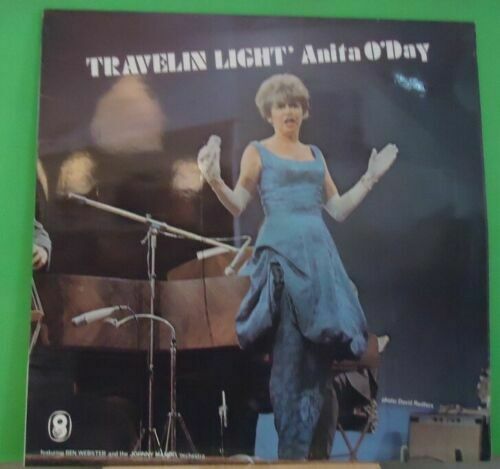 TRAVELIN LIGHT' Anita O'Day
photo: David Redfern
featuring BEN WEBSTER and the JOHNNY MANDEL orchestra